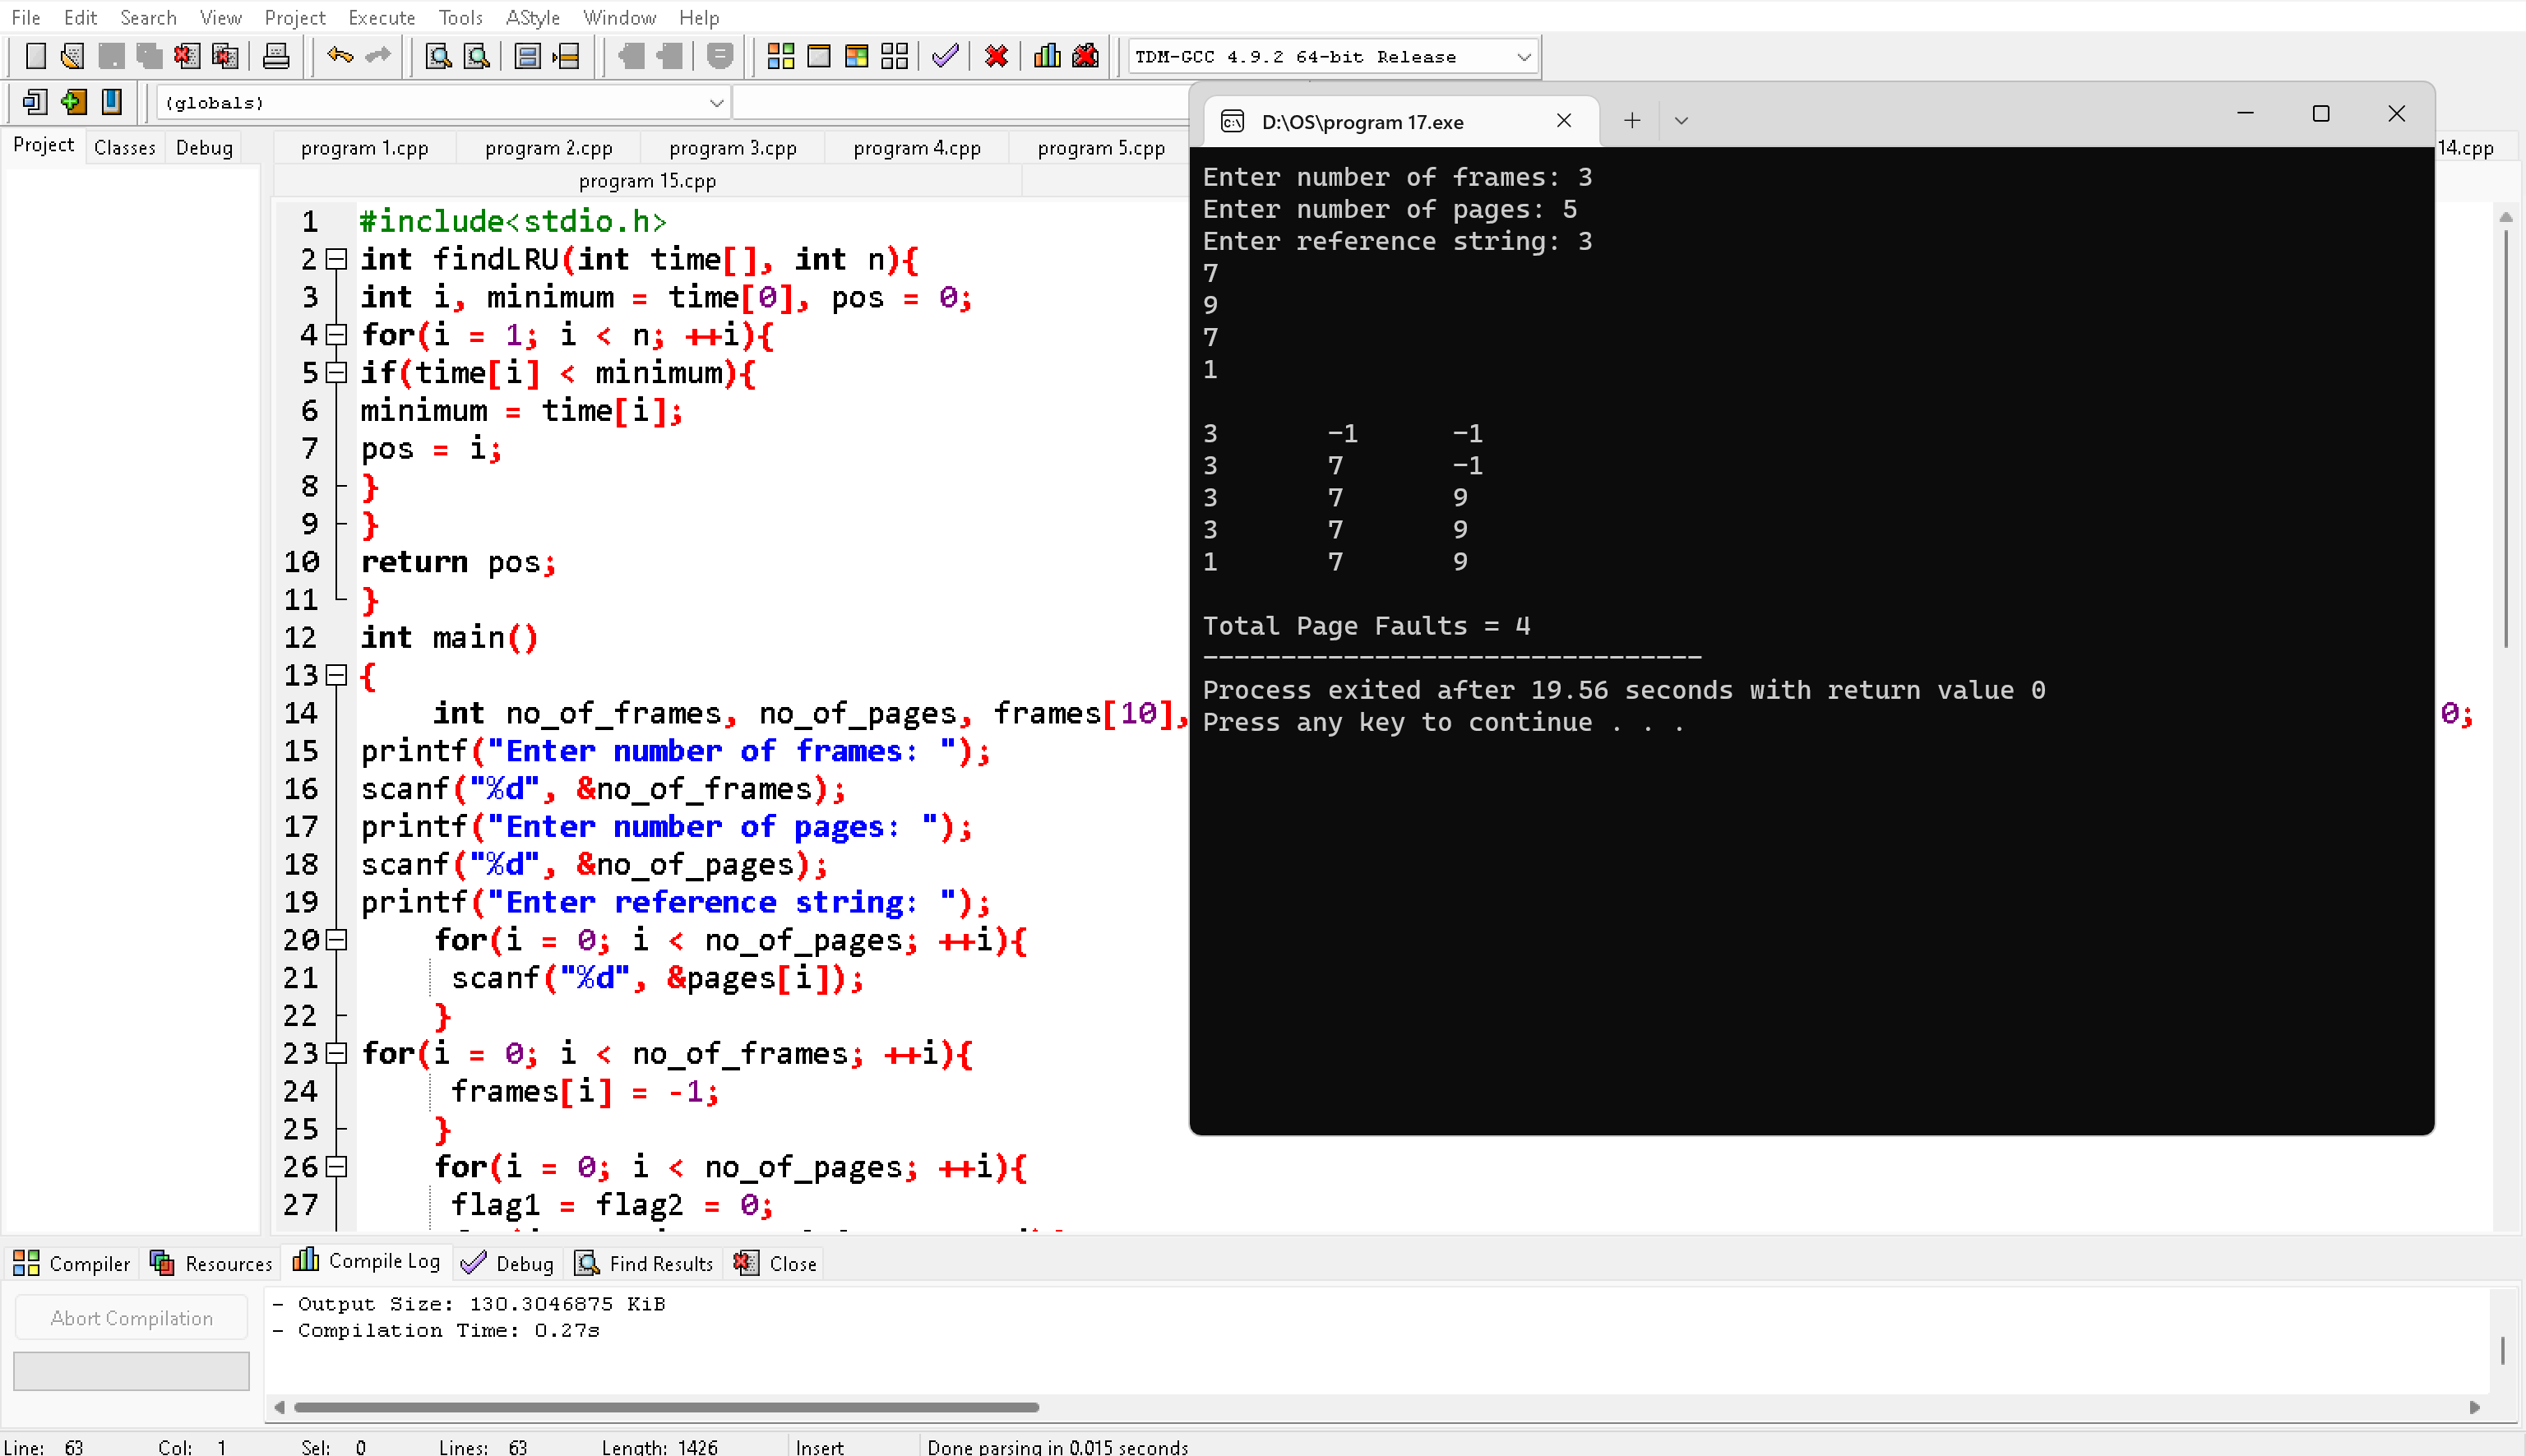 File Edit Search View Project Execute Tools AStyle Window Help
TDM-GCC 4.9.2 64-bit Release
(globals)
Project Classes Debug
program 1.cpp program 2.cpp program 3.cpp program 4.cpp program 5.cpp 14.cpp
program 15.cpp
1 #include<stdio.h>
2 int findLRU(int time[], int n){
3 int i, minimum = time[0], pos = 0;
4 for(i = 1; i < n; ++i){
5 if(time[i] < minimum){
6 minimum = time[i];
7 pos = i;
8 }
9 }
10 return pos;
11 }
12 int main()
13 {
14 int no_of_frames, no_of_pages, frames[10], 0;
15 printf("Enter number of frames: ");
16 scanf("%d", &no_of_frames);
17 printf("Enter number of pages: ");
18 scanf("%d", &no_of_pages);
19 printf("Enter reference string: ");
20 for(i = 0; i < no_of_pages; ++i){
21 scanf("%d", &pages[i]);
22 }
23 for(i = 0; i < no_of_frames; ++i){
24 frames[i] = -1;
25 }
26 for(i = 0; i < no_of_pages; ++i){
27 flag1 = flag2 = 0;
D:\OS\program 17.exe
Enter number of frames: 3
Enter number of pages: 5
Enter reference string: 3
7
9
7
1
3 -1 -1
3 7 -1
3 7 9
3 7 9
1 7 9
Total Page Faults = 4
--------------------------------
Process exited after 19.56 seconds with return value 0
Press any key to continue . . .
Compiler Resources Compile Log Debug Find Results Close
Abort Compilation
- Output Size: 130.3046875 KiB
- Compilation Time: 0.27s
Line: 63 Col: 1 Sel: 0 Lines: 63 Length: 1426 Insert Done parsing in 0.015 seconds